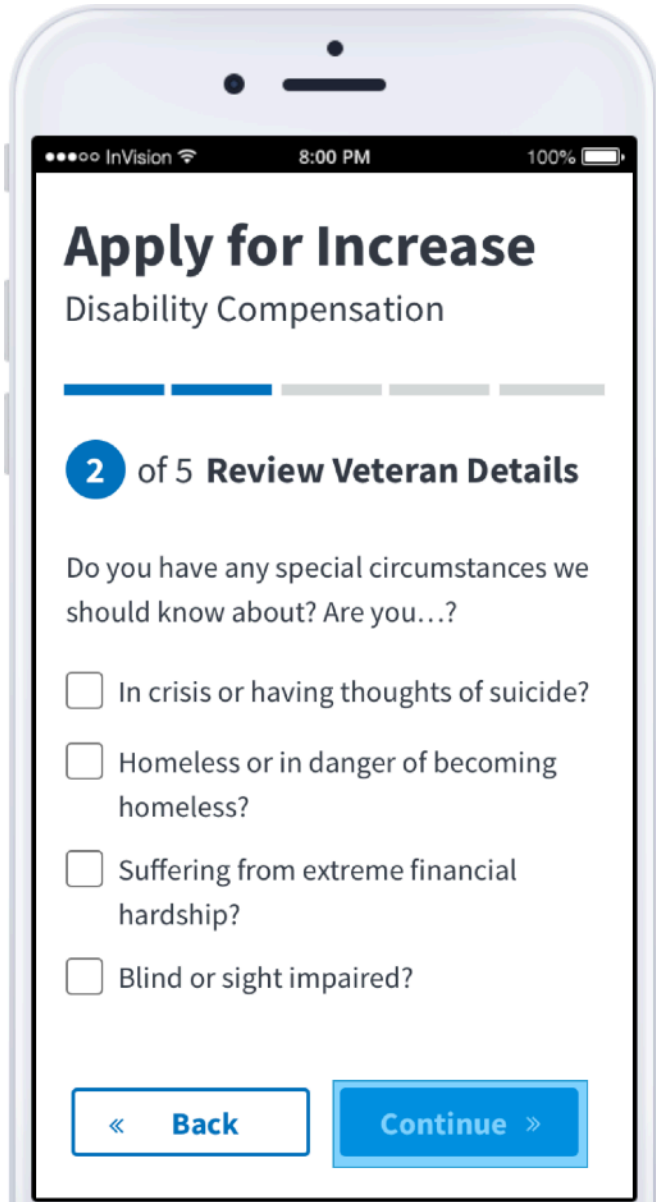 ●●●○○ InVision 8:00 PM 100%
Apply for Increase
Disability Compensation
2 of 5 Review Veteran Details
Do you have any special circumstances we
should know about? Are you...?
In crisis or having thoughts of suicide?
Homeless or in danger of becoming
homeless?
Suffering from extreme financial
hardship?
Blind or sight impaired?
« Back Continue »